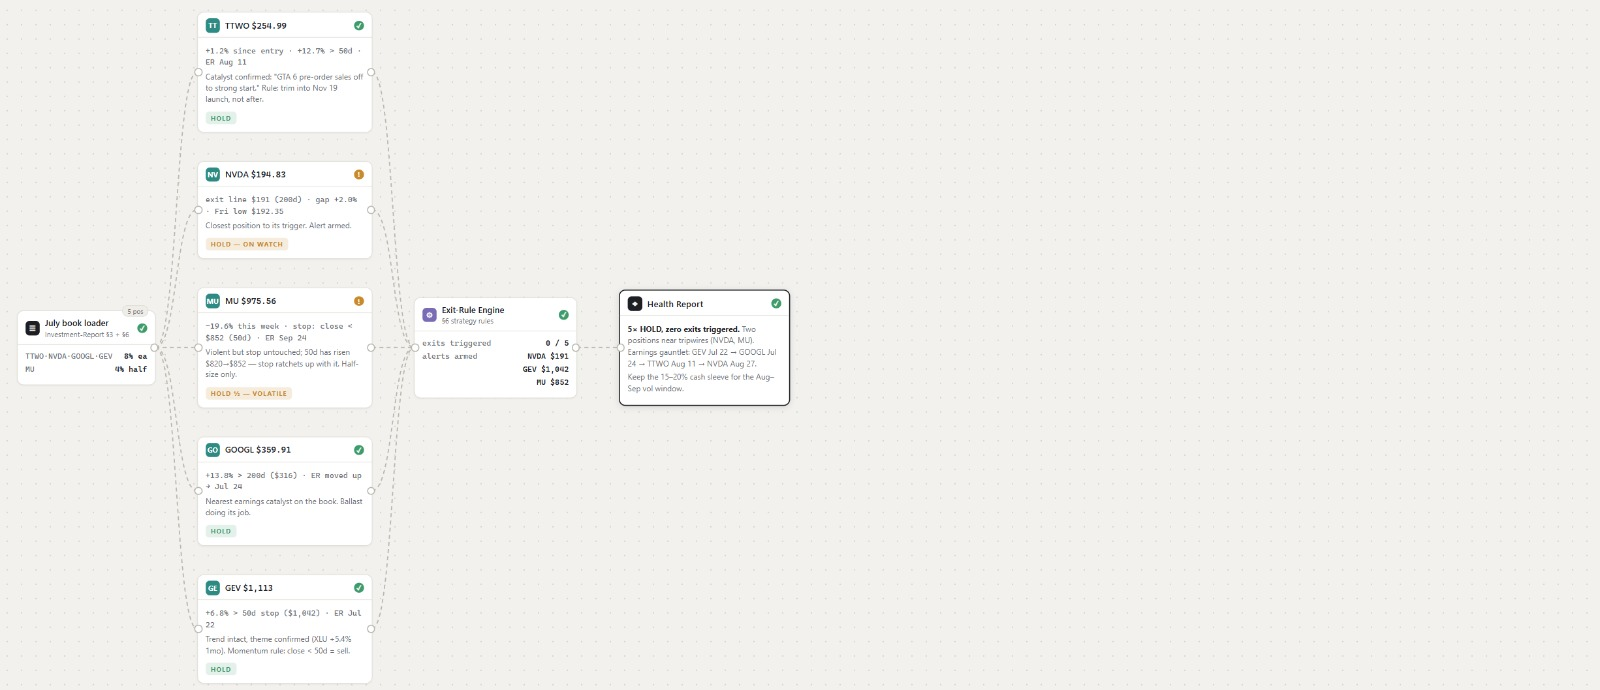 TT TTWO $254.99
+1.2% since entry · +12.7% > 50d ·
ER Aug 11
Catalyst confirmed: "GTA 6 pre-order sales off
to strong start." Rule: trim into Nov 19
launch, not after.
HOLD
NV NVDA $194.83
exit line $191 (200d) · gap +2.0%
· Fri low $192.35
Closest position to its trigger. Alert armed.
HOLD — ON WATCH
MU MU $975.56
−19.6% this week · stop: close <
$852 (50d) · ER Sep 24
Violent but stop untouched; 50d has risen
$820→$852 — stop ratchets up with it. Half-
size only.
HOLD ½ — VOLATILE
5 pos
July book loader
Investment-Report §3 + §6
TTWO·NVDA·GOOGL·GEV 8% ea
MU 4% half
Exit-Rule Engine
§6 strategy rules
exits triggered 0 / 5
alerts armed NVDA $191
GEV $1,042
MU $852
Health Report
5× HOLD, zero exits triggered. Two
positions near tripwires (NVDA, MU).
Earnings gauntlet: GEV Jul 22 → GOOGL Jul
24 → TTWO Aug 11 → NVDA Aug 27.
Keep the 15–20% cash sleeve for the Aug–
Sep vol window.
GO GOOGL $359.91
+13.8% > 200d ($316) · ER moved up
→ Jul 24
Nearest earnings catalyst on the book. Ballast
doing its job.
HOLD
GE GEV $1,113
+6.8% > 50d stop ($1,042) · ER Jul
22
Trend intact, theme confirmed (XLU +5.4%
1mo). Momentum rule: close < 50d = sell.
HOLD